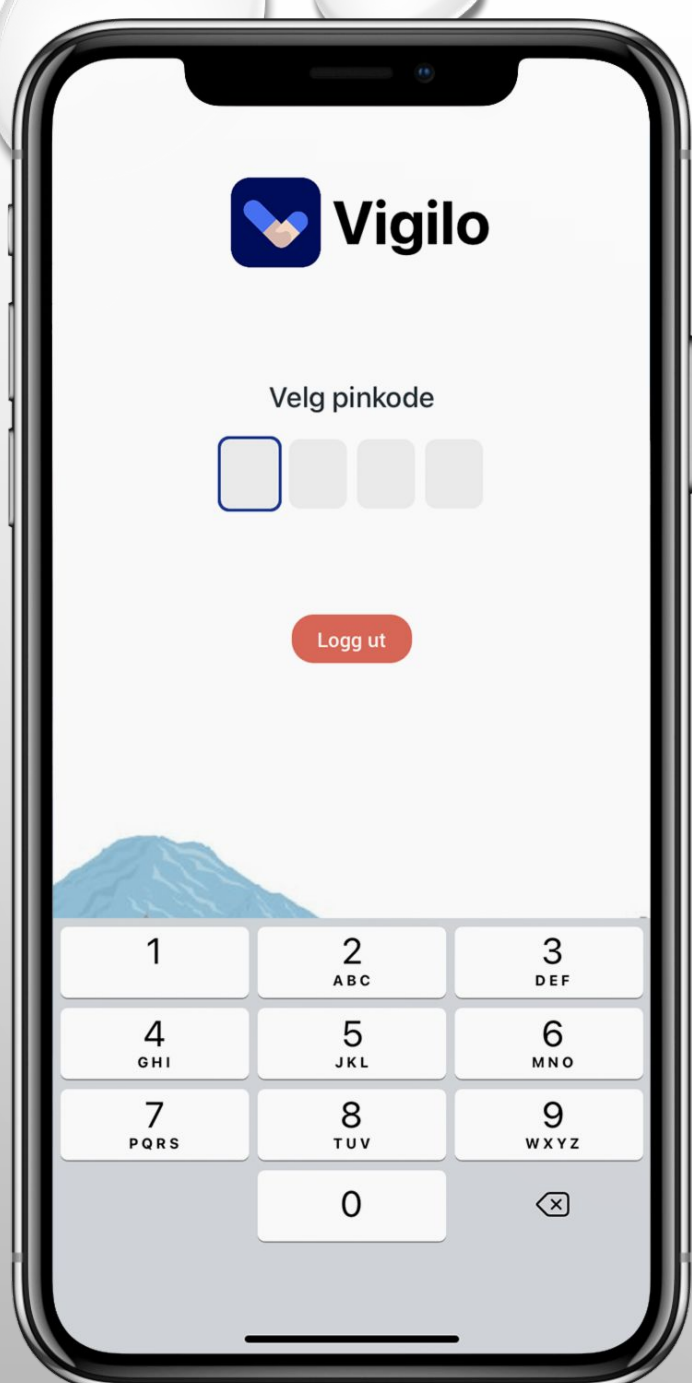 Vigilo
Velg pinkode
Logg ut
1 2 3
ABC DEF
4 5 6
GHI JKL MNO
7 8 9
PQRS TUV WXYZ
0